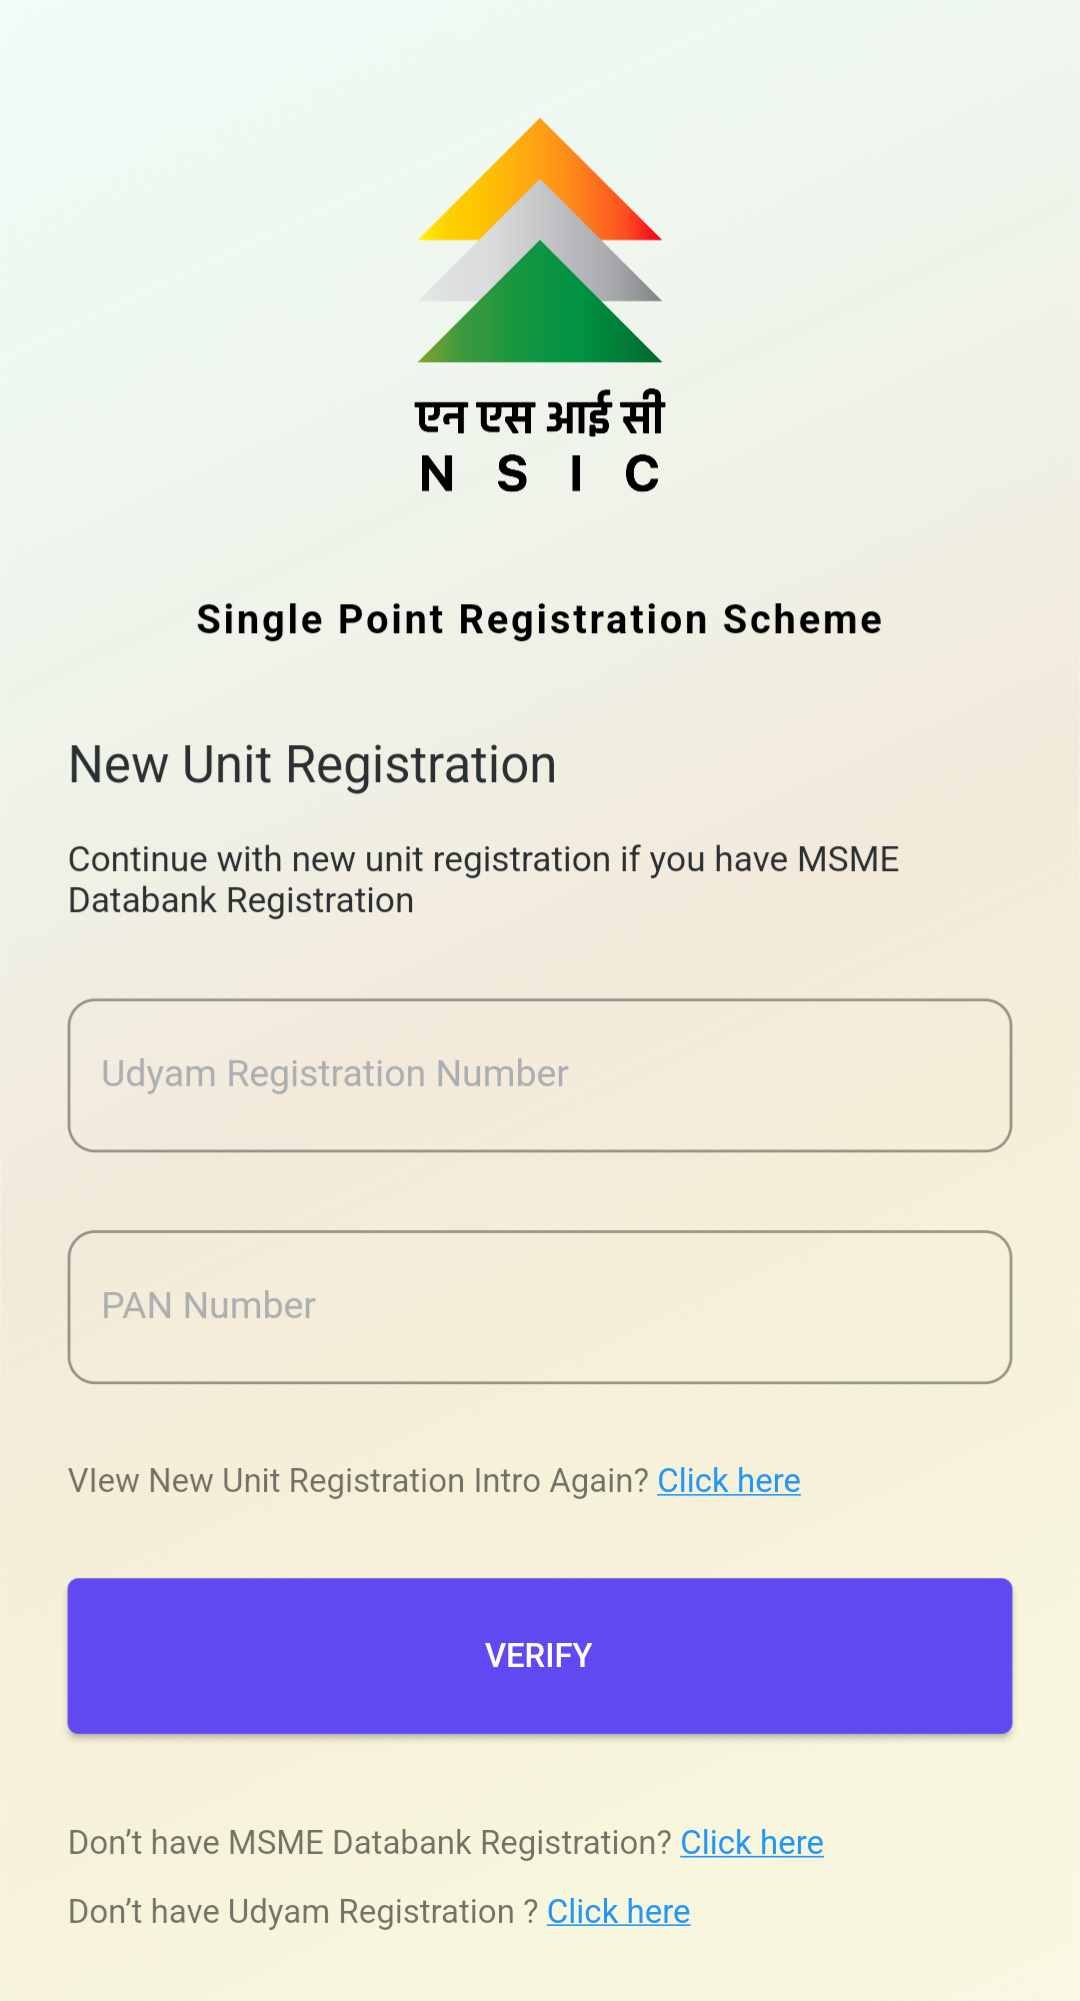 एन एस आई सी
N S I C
Single Point Registration Scheme
New Unit Registration
Continue with new unit registration if you have MSME
Databank Registration
Udyam Registration Number
PAN Number
VIew New Unit Registration Intro Again? Click here
VERIFY
Don’t have MSME Databank Registration? Click here
Don’t have Udyam Registration ? Click here